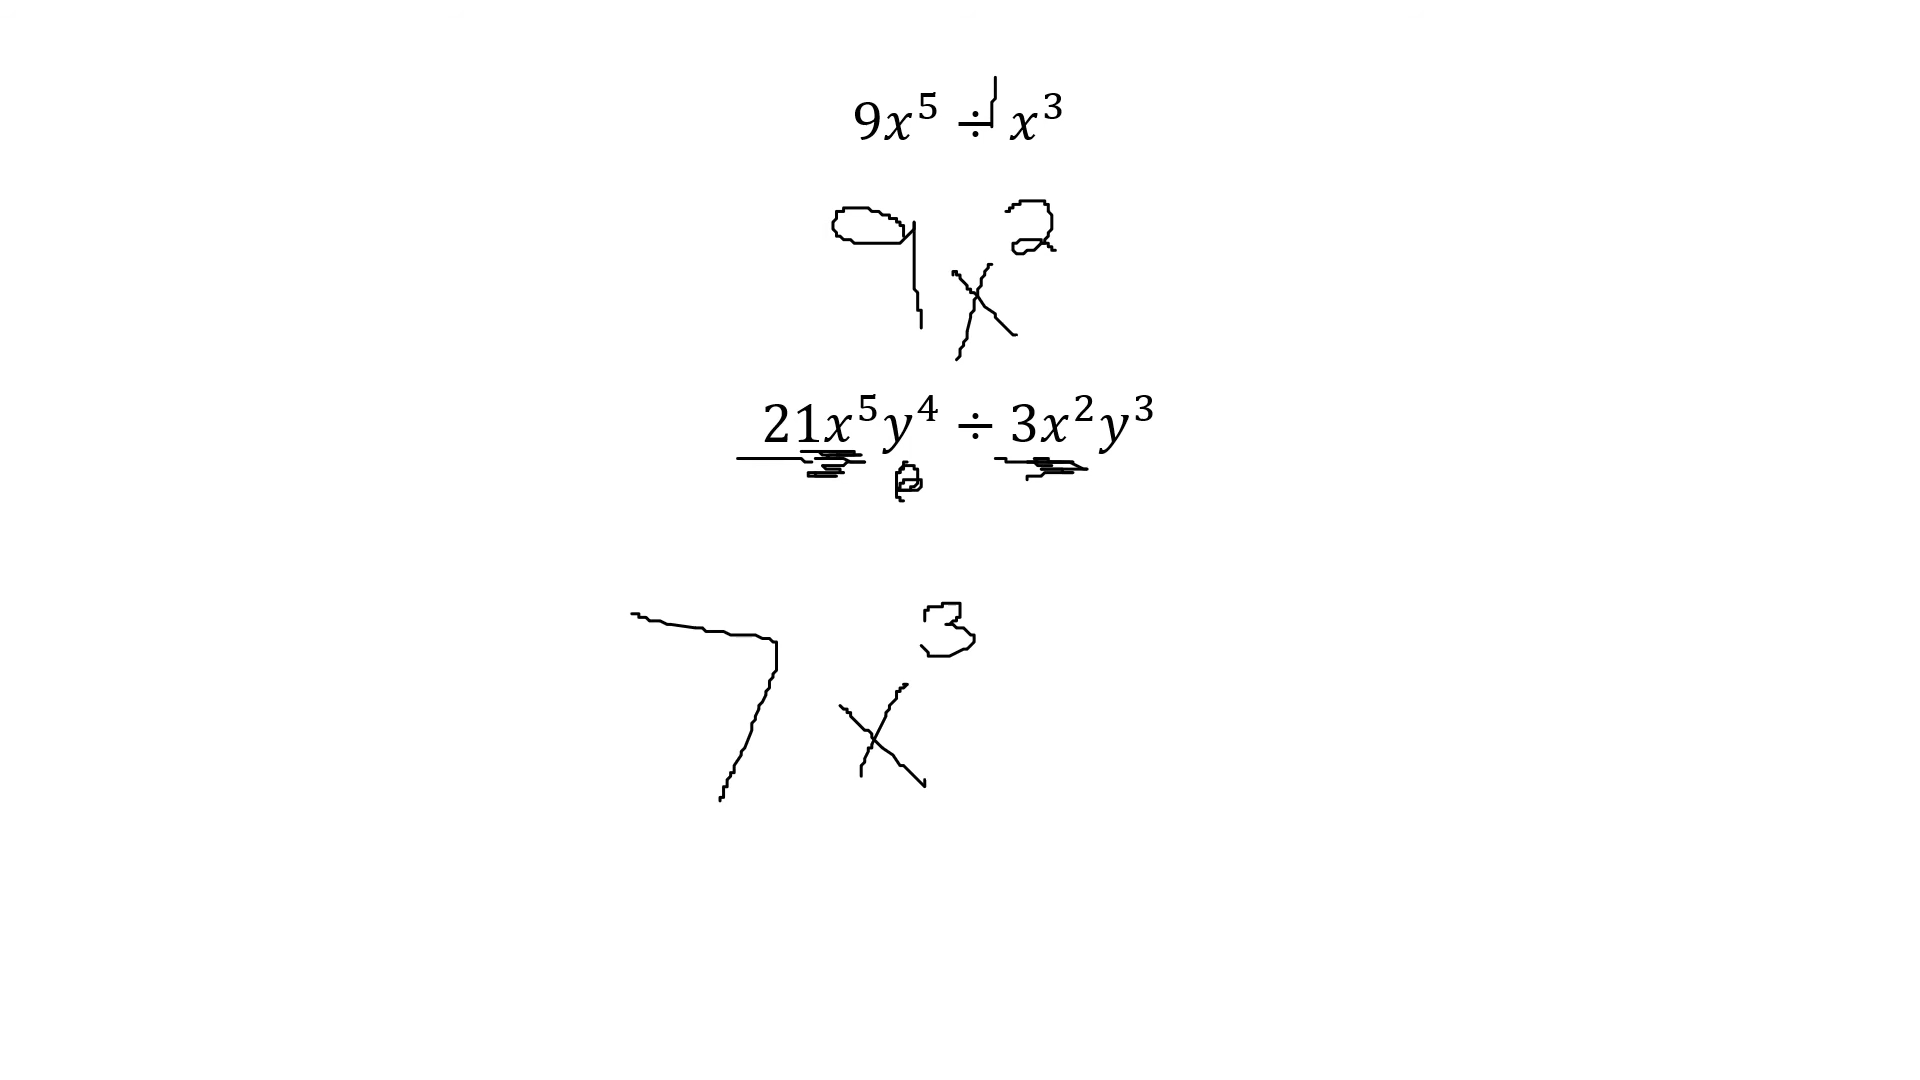 9x⁵ ÷ x³
9x²
21x⁵y⁴ ÷ 3x²y³
7x³